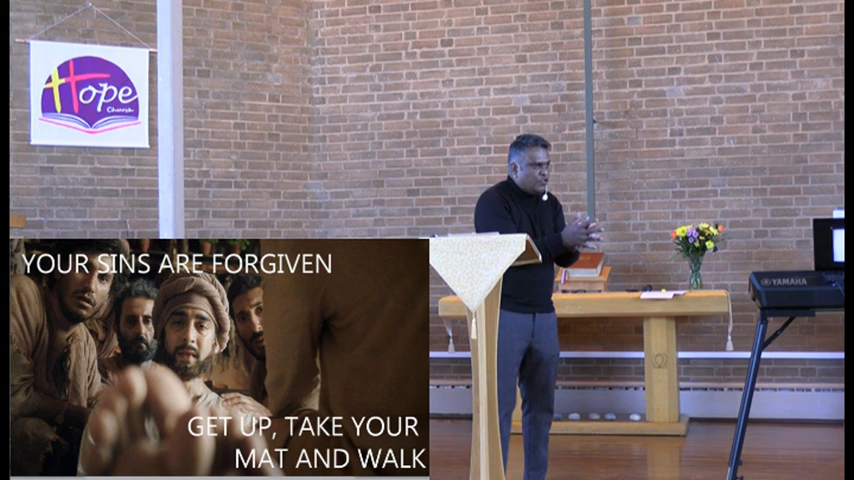 Hope
Church
YOUR SINS ARE FORGIVEN
GET UP, TAKE YOUR
MAT AND WALK
YAMAHA